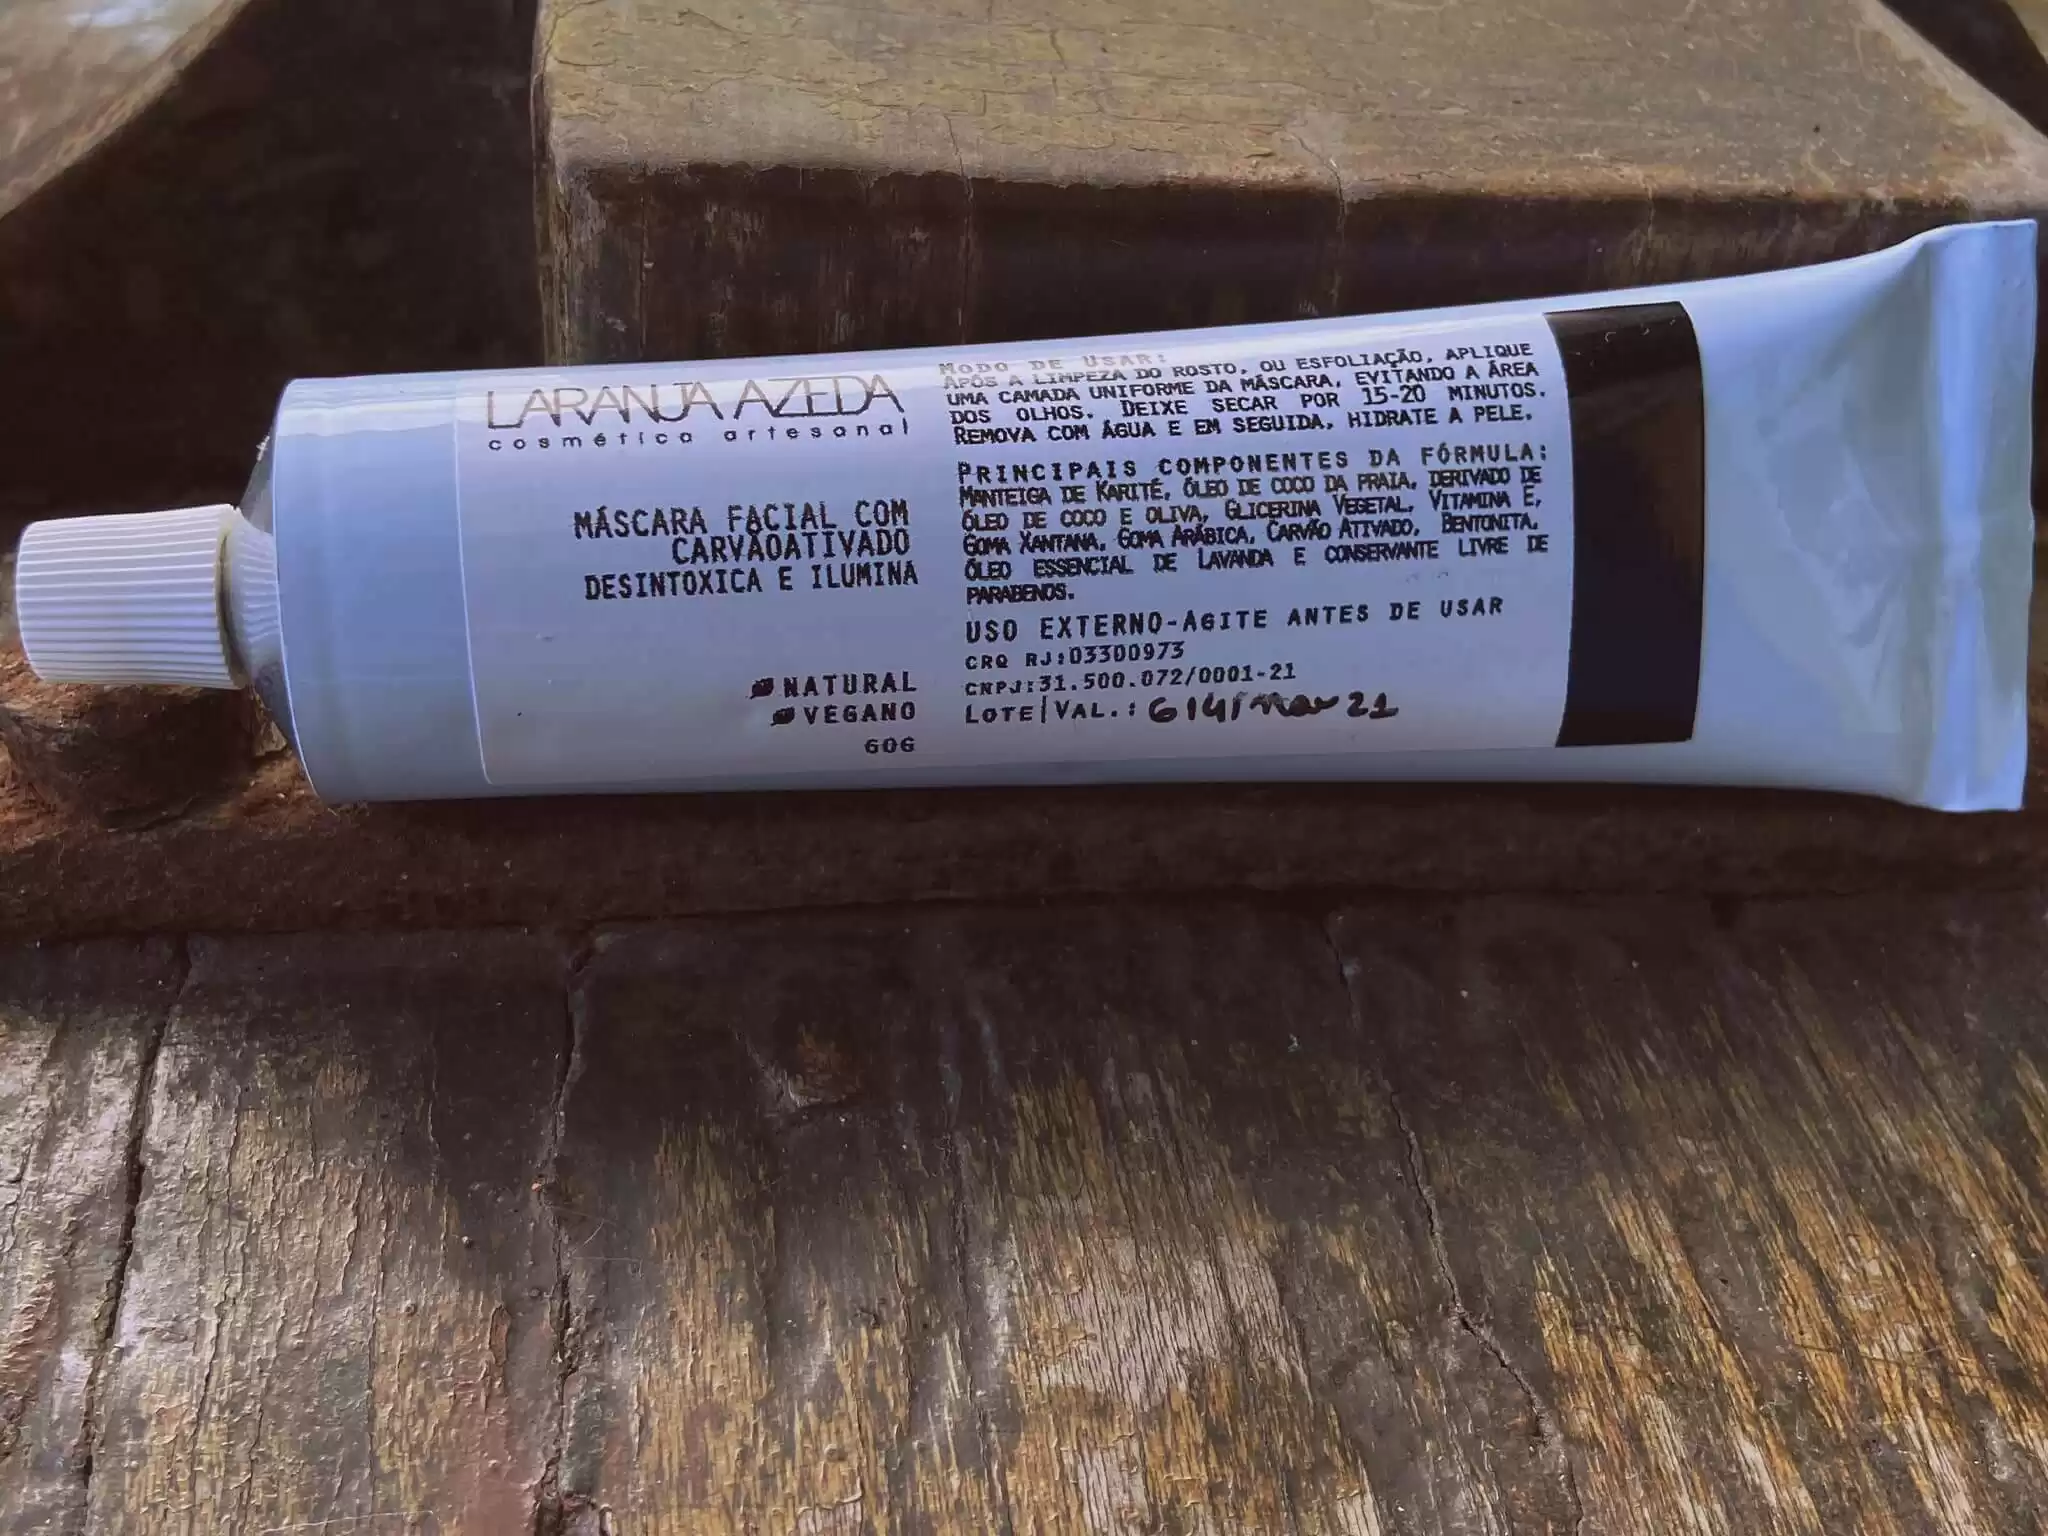 LARANJA AZEDA
cosmética artesanal
MÁSCARA FACIAL COM
CARVÃOATIVADO
DESINTOXICA E ILUMINA
NATURAL
VEGANO
60G
MODO DE USAR:
APÓS A LIMPEZA DO ROSTO, OU ESFOLIAÇÃO, APLIQUE
UMA CAMADA UNIFORME DA MÁSCARA, EVITANDO A ÁREA
DOS OLHOS. DEIXE SECAR POR 15-20 MINUTOS.
REMOVA COM ÁGUA E EM SEGUIDA, HIDRATE A PELE.
PRINCIPAIS COMPONENTES DA FÓRMULA:
MANTEIGA DE KARITÉ, ÓLEO DE COCO DA PRAIA, DERIVADO DE
ÓLEO DE COCO E OLIVA, GLICERINA VEGETAL, VITAMINA E,
GOMA XANTANA, GOMA ARÁBICA, CARVÃO ATIVADO, BENTONITA,
ÓLEO ESSENCIAL DE LAVANDA E CONSERVANTE LIVRE DE
PARABENOS.
USO EXTERNO-AGITE ANTES DE USAR
CRQ RJ:03300973
CNPJ:31.500.072/0001-21
LOTE|VAL.: 614/Mar 21